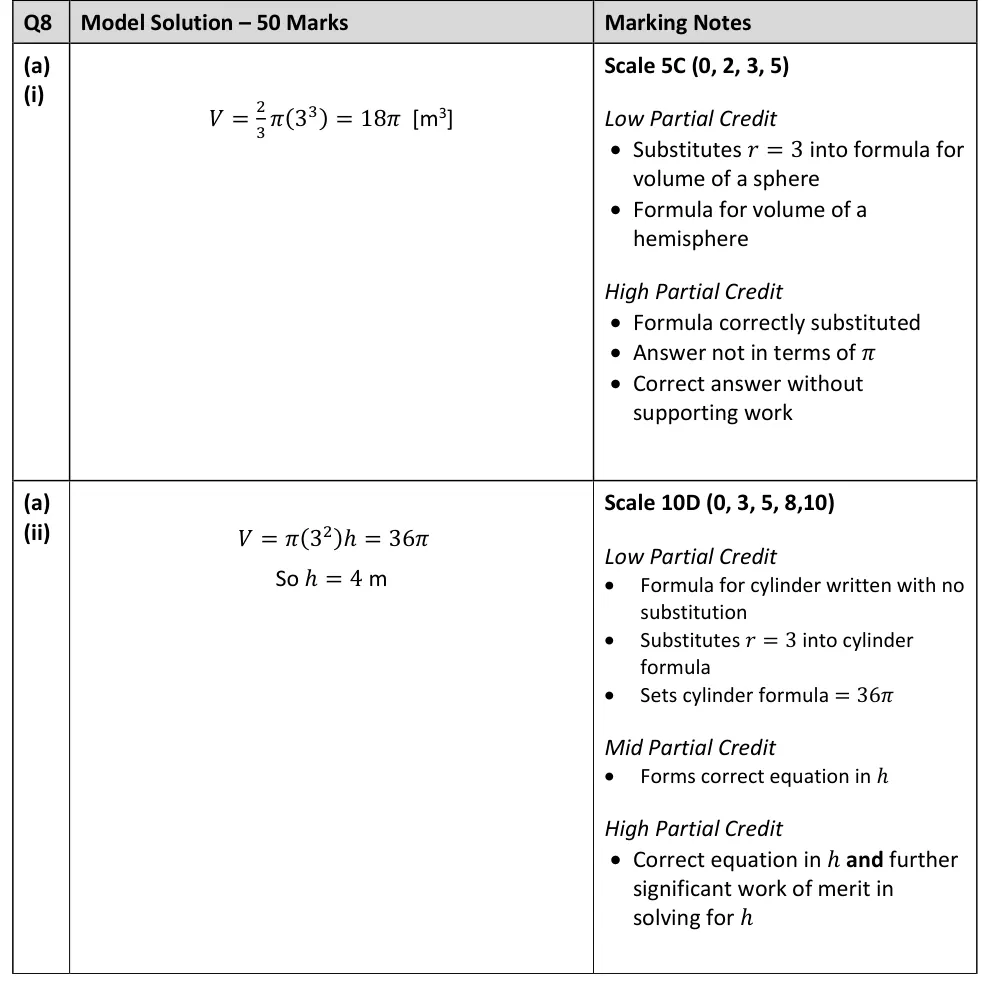 Q8 Model Solution – 50 Marks Marking Notes
(a)
(i)
V = 2/3 π(3³) = 18π [m³]
Scale 5C (0, 2, 3, 5)
Low Partial Credit
• Substitutes r = 3 into formula for
volume of a sphere
• Formula for volume of a
hemisphere
High Partial Credit
• Formula correctly substituted
• Answer not in terms of π
• Correct answer without
supporting work
(a)
(ii)
V = π(3²)h = 36π
So h = 4 m
Scale 10D (0, 3, 5, 8,10)
Low Partial Credit
• Formula for cylinder written with no
substitution
• Substitutes r = 3 into cylinder
formula
• Sets cylinder formula = 36π
Mid Partial Credit
• Forms correct equation in h
High Partial Credit
• Correct equation in h and further
significant work of merit in
solving for h